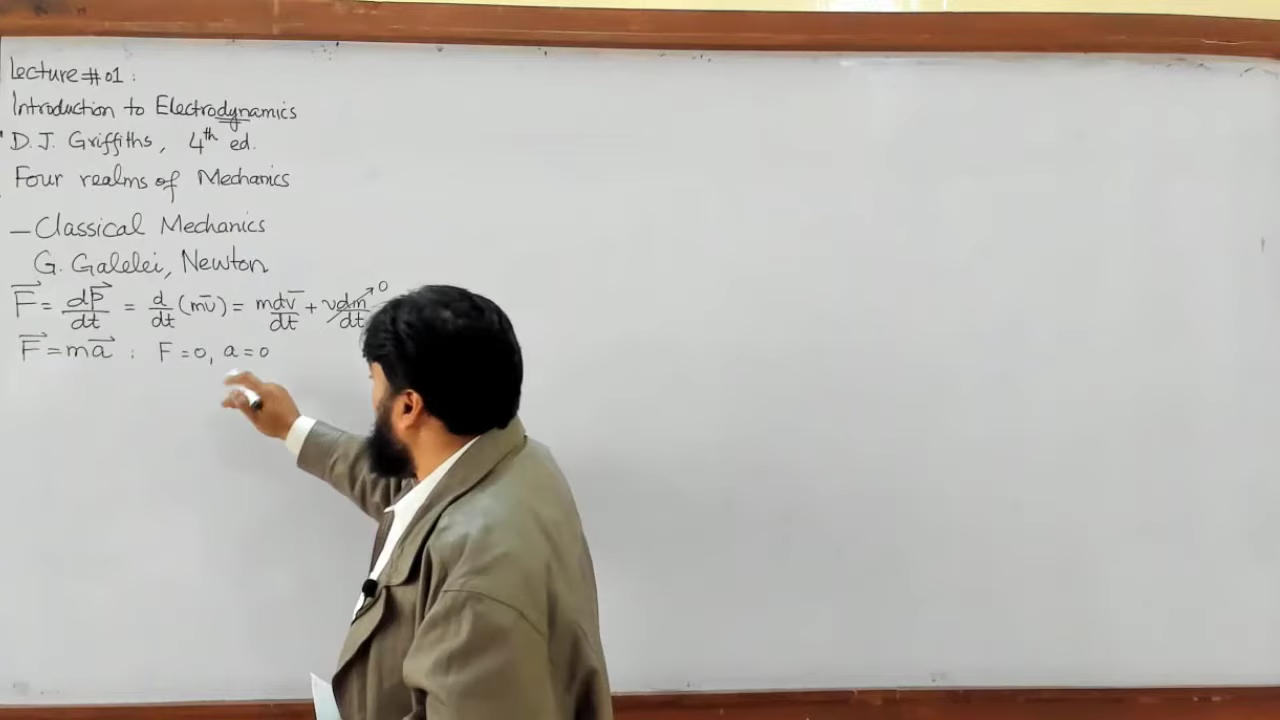 Lecture #01:
Introduction to Electrodynamics
D.J. Griffiths, 4th ed.
Four realms of Mechanics
— Classical Mechanics
G. Galelei, Newton
F⃗ = dP⃗/dt = d/dt (mv̄) = m dv̄/dt + v dm/dt → 0
F⃗ = ma⃗ : F = 0, a = 0